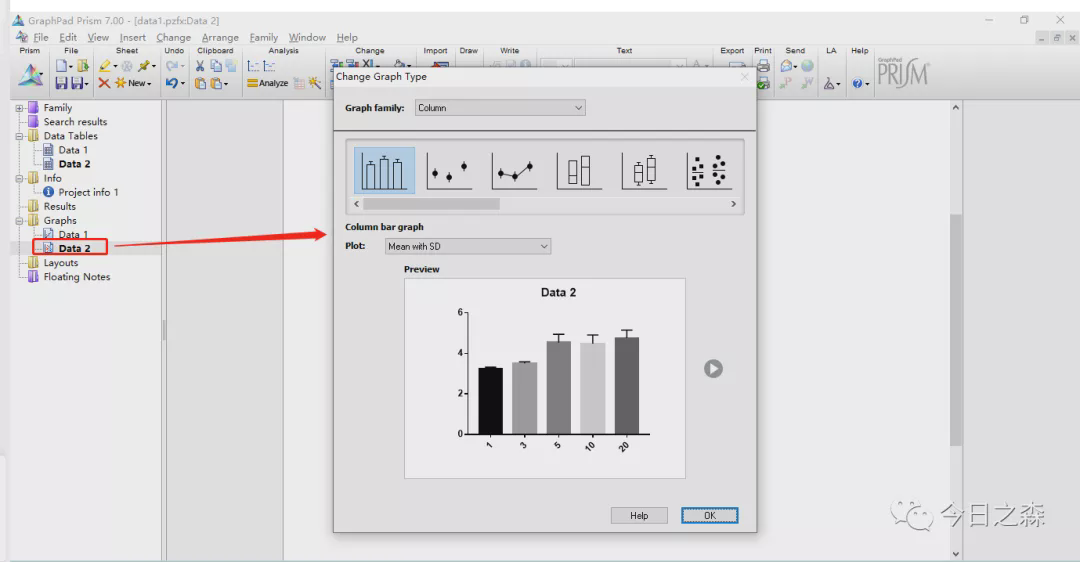 GraphPad Prism 7.00 - [data1.pzfx:Data 2]
File Edit View Insert Change Arrange Family Window Help
Prism File Sheet Undo Clipboard Analysis Change Import Draw Write Text Export Print Send LA Help
Analyze
New
GraphPad
PRISM
Family
Search results
Data Tables
Data 1
Data 2
Info
Project info 1
Results
Graphs
Data 1
Data 2
Layouts
Floating Notes
Change Graph Type
Graph family: Column
Column bar graph
Plot: Mean with SD
Preview
Data 2
6
4
2
0
1 3 5 10 20
Help OK
今日之森